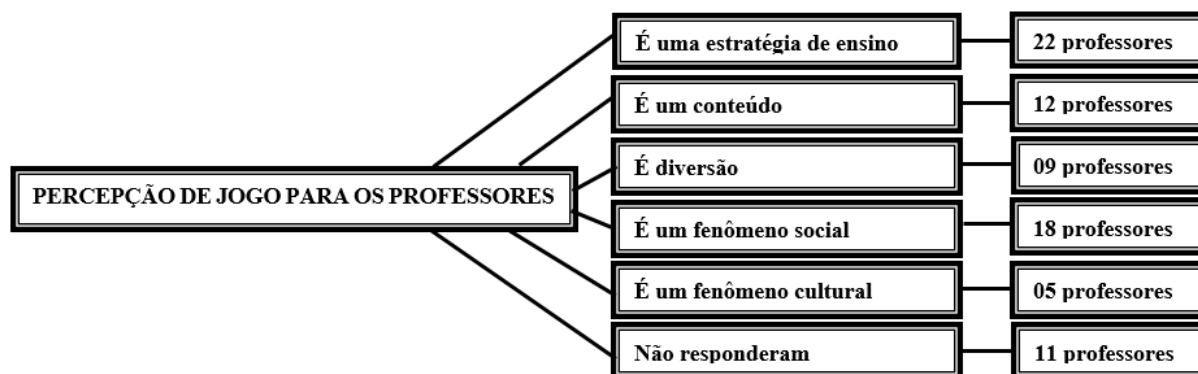 É uma estratégia de ensino
22 professores
É um conteúdo
12 professores
É diversão
09 professores
PERCEPÇÃO DE JOGO PARA OS PROFESSORES
É um fenômeno social
18 professores
É um fenômeno cultural
05 professores
Não responderam
11 professores